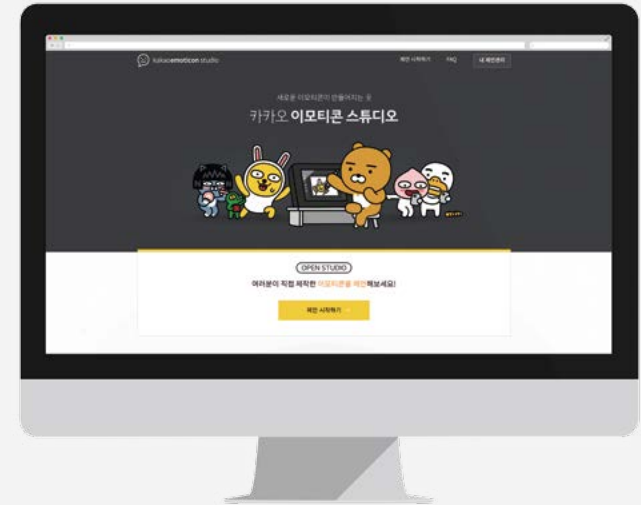 kakaoemoticon studio
제안 시작하기 FAQ 내 제안관리
새로운 이모티콘이 만들어지는 곳
카카오 이모티콘 스튜디오
OPEN STUDIO
여러분이 직접 제작한 이모티콘을 제안해보세요!
제안 시작하기